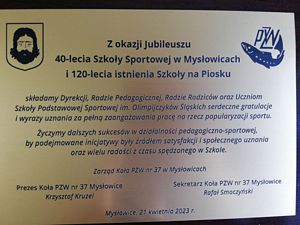 PZW
Z okazji Jubileuszu
40-lecia Szkoły Sportowej w Mysłowicach
i 120-lecia istnienia Szkoły na Piosku
składamy Dyrekcji, Radzie Pedagogicznej, Radzie Rodziców oraz Uczniom
Szkoły Podstawowej Sportowej im. Olimpijczyków Śląskich serdeczne gratulacje
i wyrazy uznania za pełną zaangażowania pracę na rzecz popularyzacji sportu.
Życzymy dalszych sukcesów w działalności pedagogiczno-sportowej,
by podejmowane inicjatywy były źródłem satysfakcji i społecznego uznania
oraz wielu radości z czasu spędzonego w Szkole.
Zarząd Koła PZW nr 37 w Mysłowicach
Prezes Koła PZW nr 37 Mysłowice
Krzysztof Kruzel
Sekretarz Koła PZW nr 37 Mysłowice
Rafał Smoczyński
Mysłowice, 21 kwietnia 2023 r.